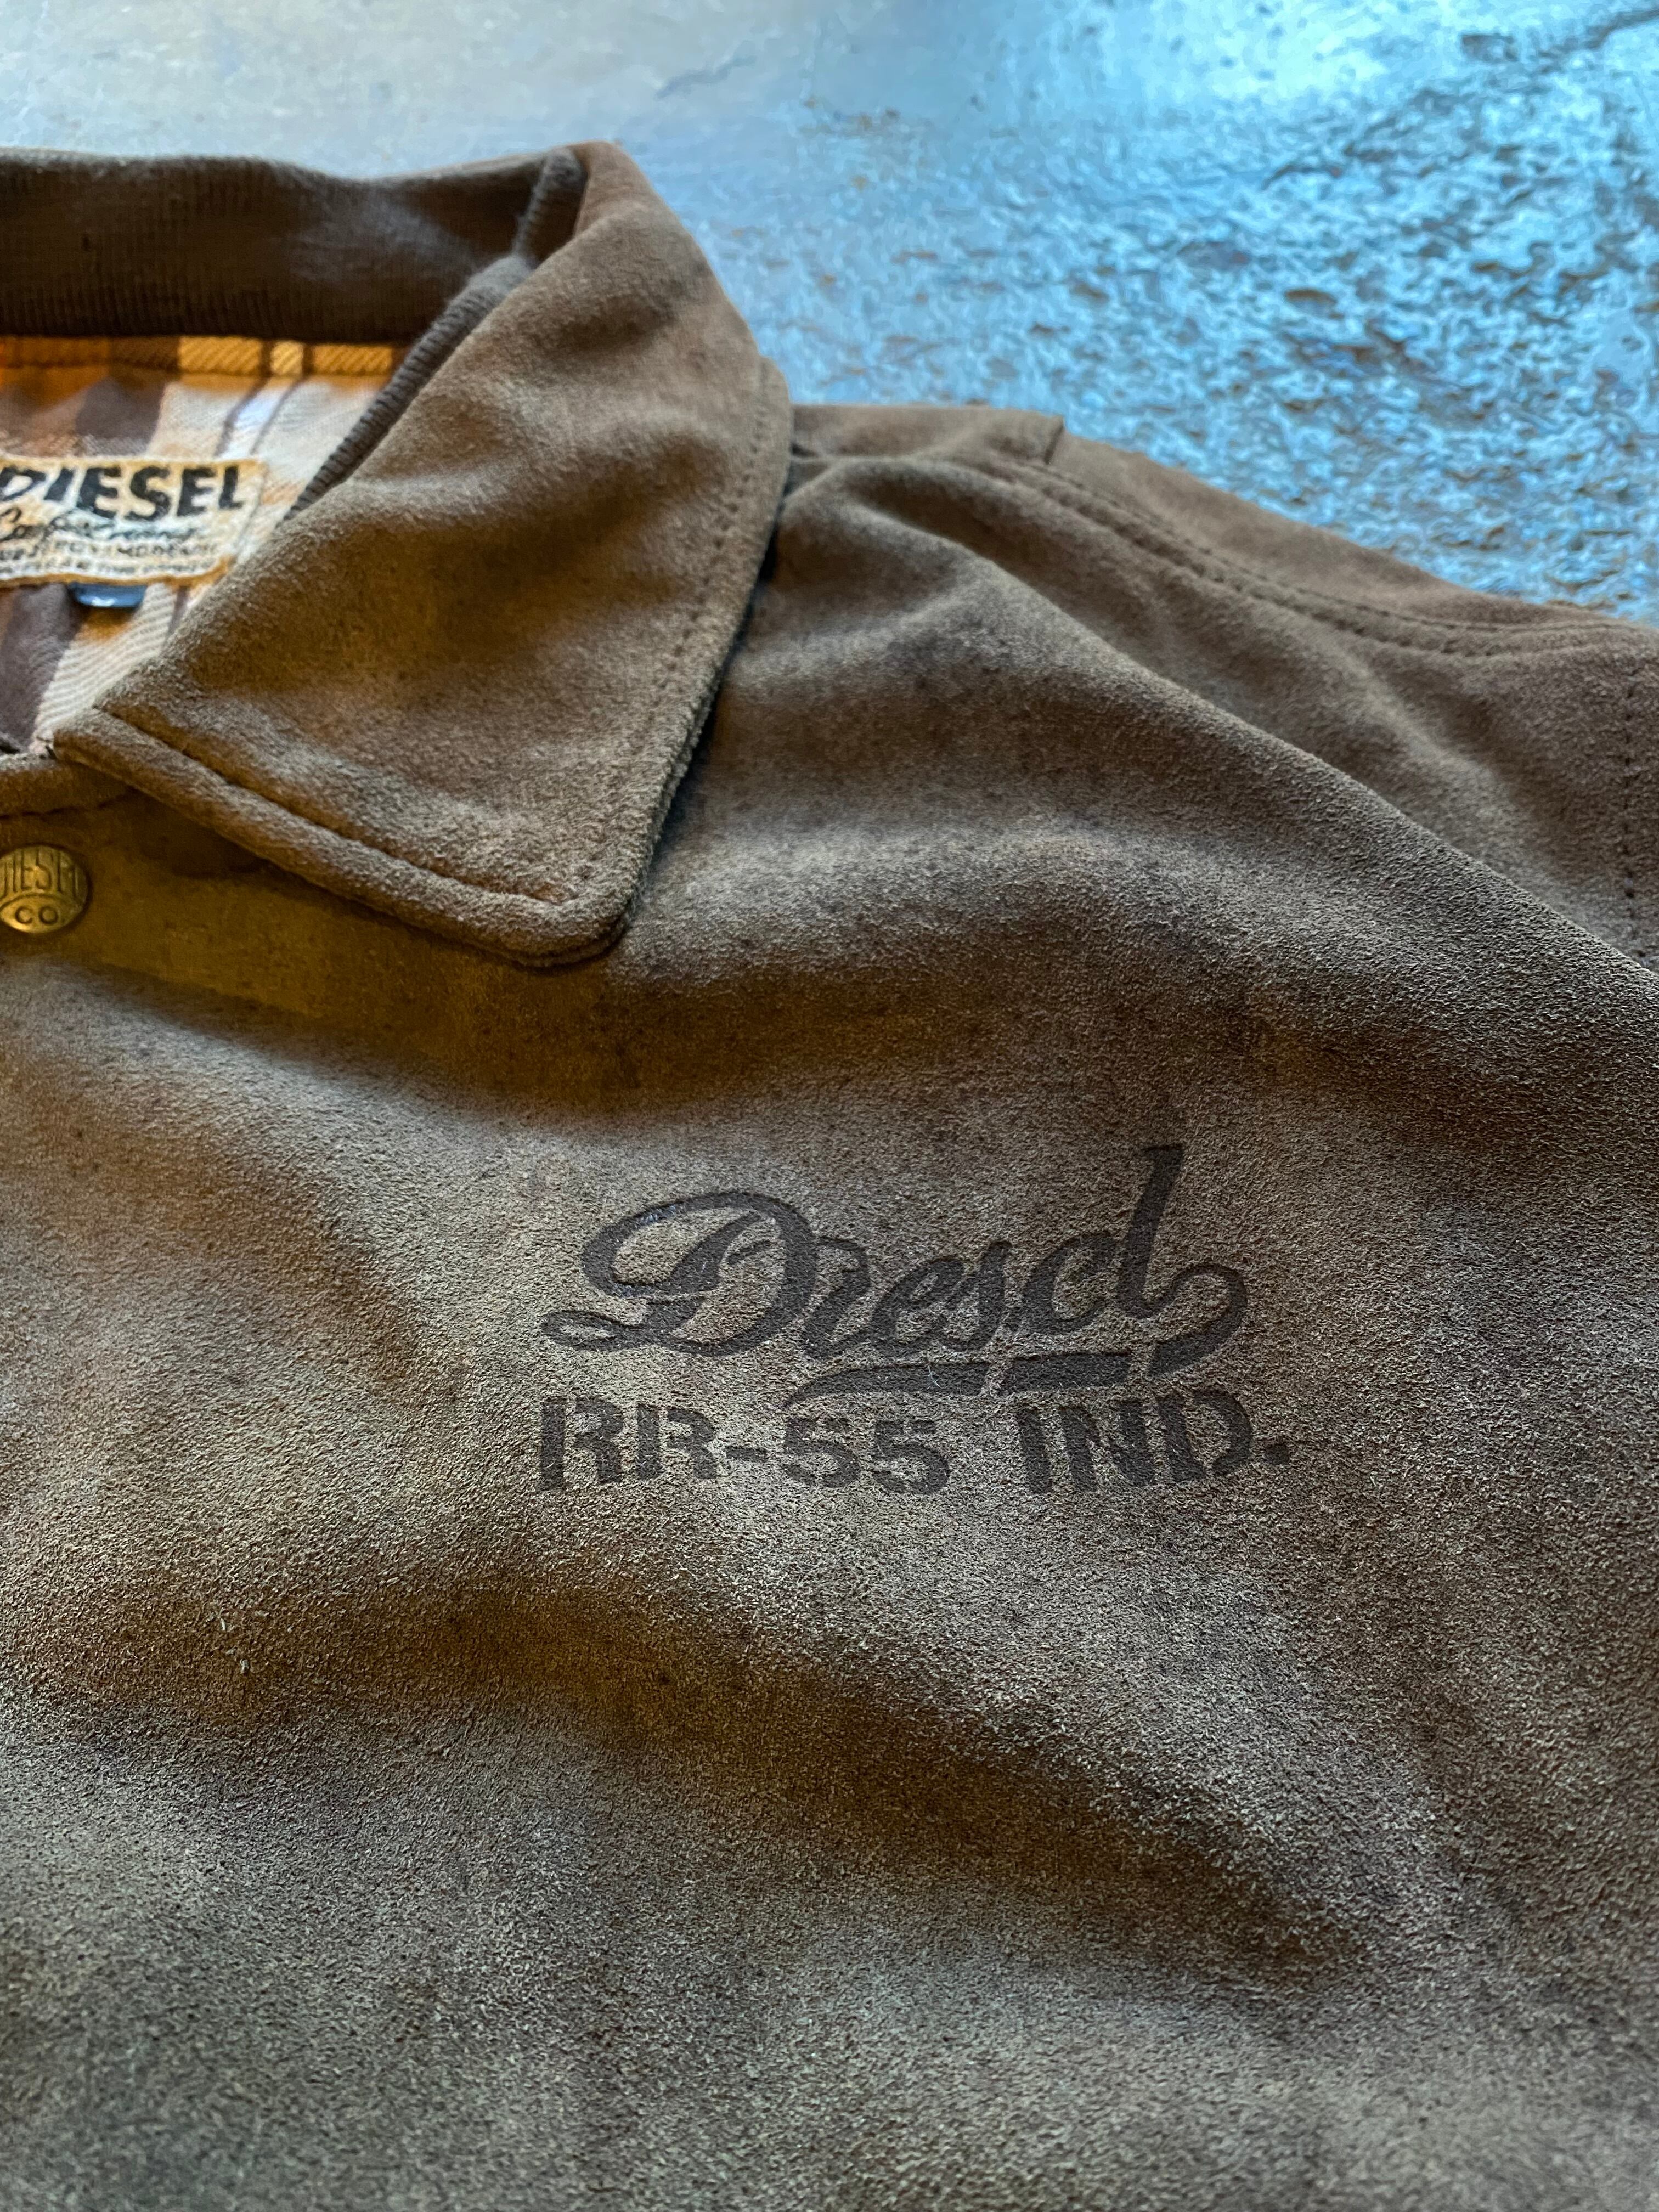 DIESEL
DIESEL
CO.
Diesel
RR-55 IND.